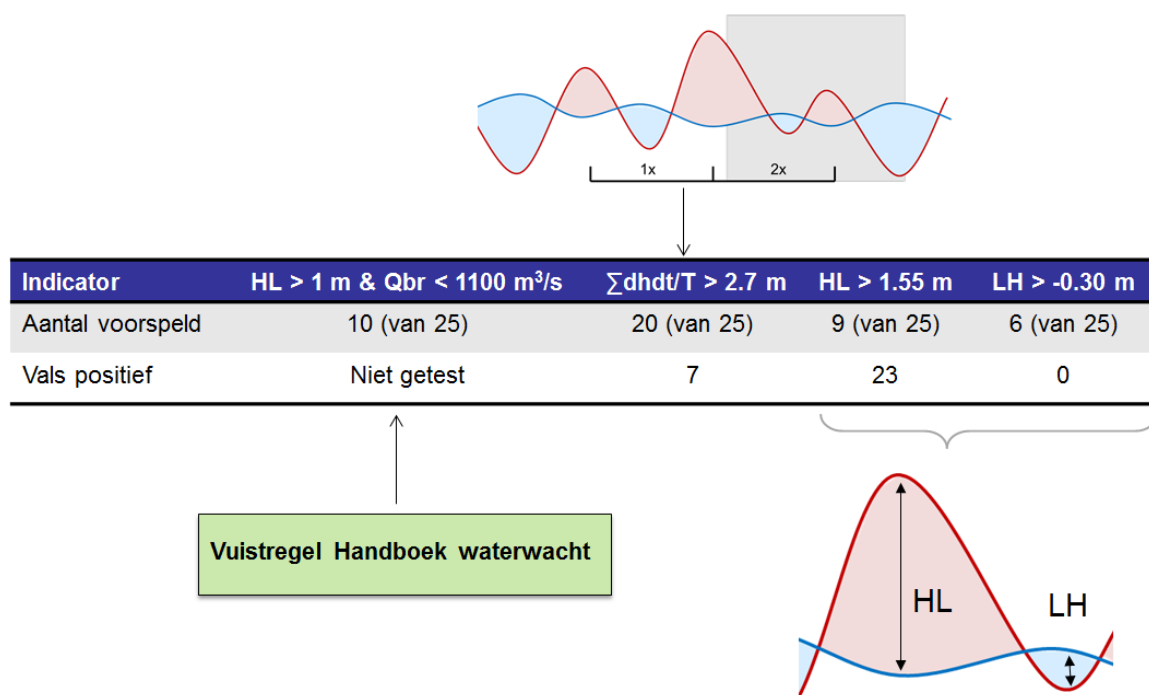 1x 2x
Indicator HL > 1 m & Qbr < 1100 m³/s ∑dhdt/T > 2.7 m HL > 1.55 m LH > -0.30 m
Aantal voorspeld 10 (van 25) 20 (van 25) 9 (van 25) 6 (van 25)
Vals positief Niet getest 7 23 0
Vuistregel Handboek waterwacht
HL LH